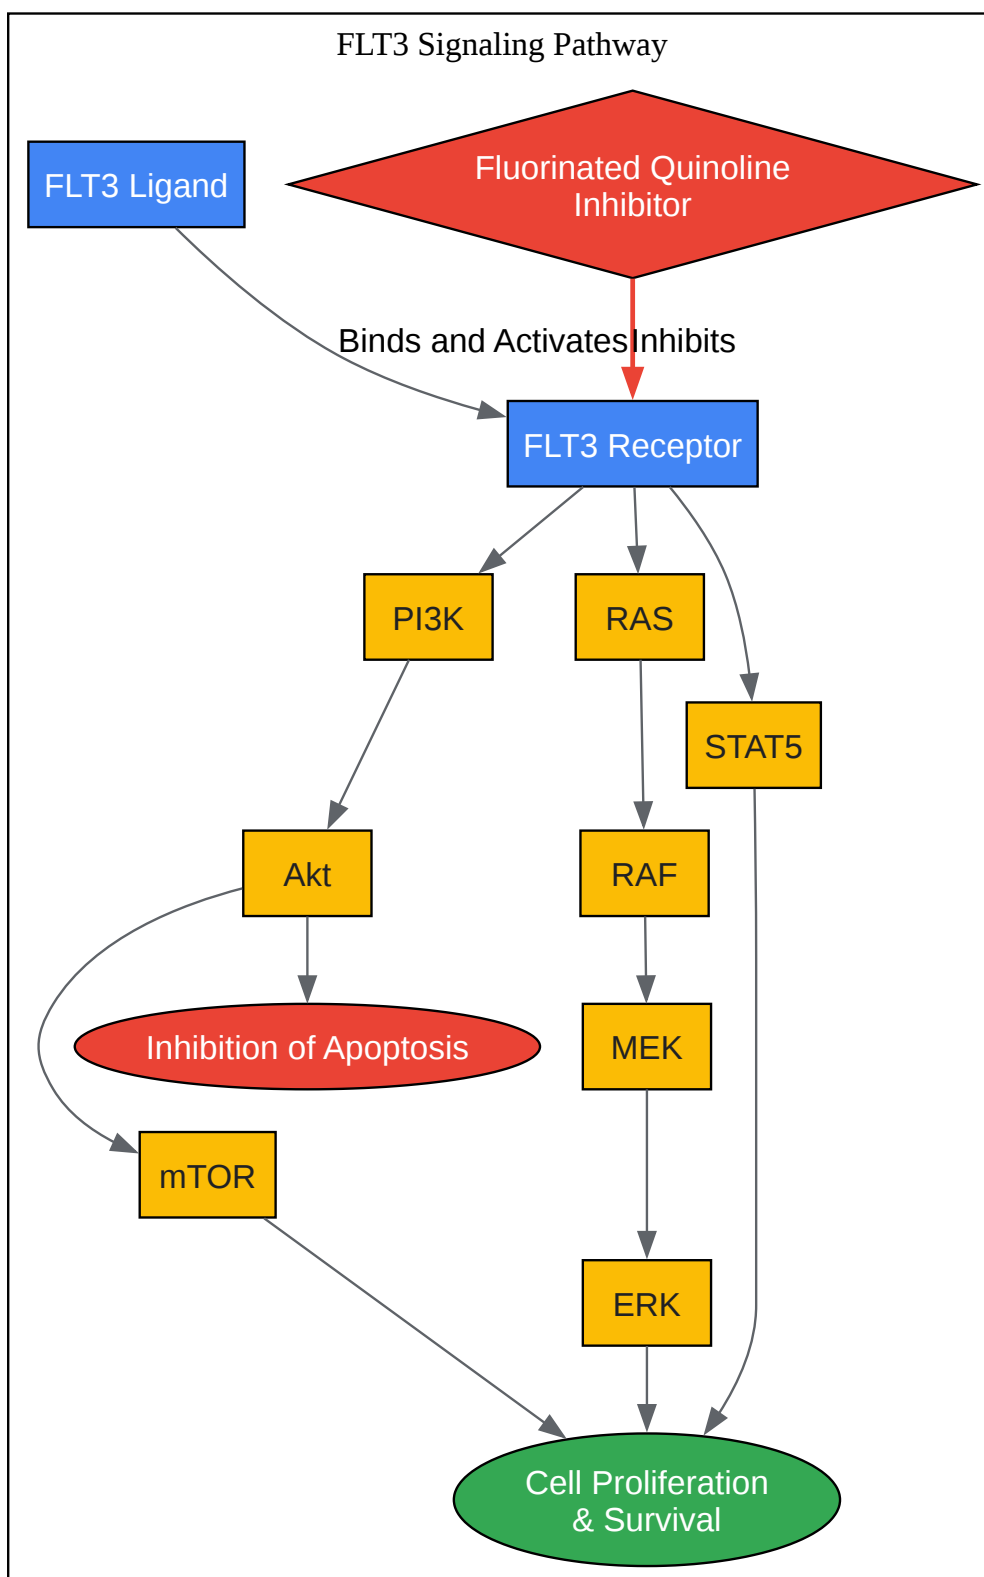 FLT3 Signaling Pathway
FLT3 Ligand
Fluorinated Quinoline
Inhibitor
Binds and Activates
Inhibits
FLT3 Receptor
PI3K
RAS
STAT5
Akt
RAF
Inhibition of Apoptosis
MEK
mTOR
ERK
Cell Proliferation
& Survival